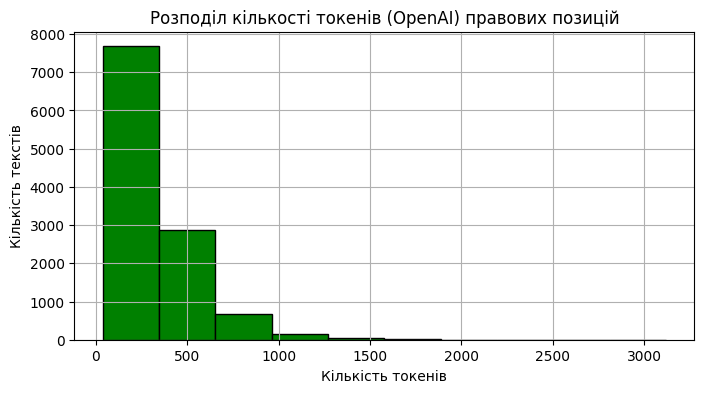 Розподіл кількості токенів (OpenAI) правових позицій
8000
7000
6000
5000
4000
3000
2000
1000
0
Кількість текстів
0 500 1000 1500 2000 2500 3000
Кількість токенів